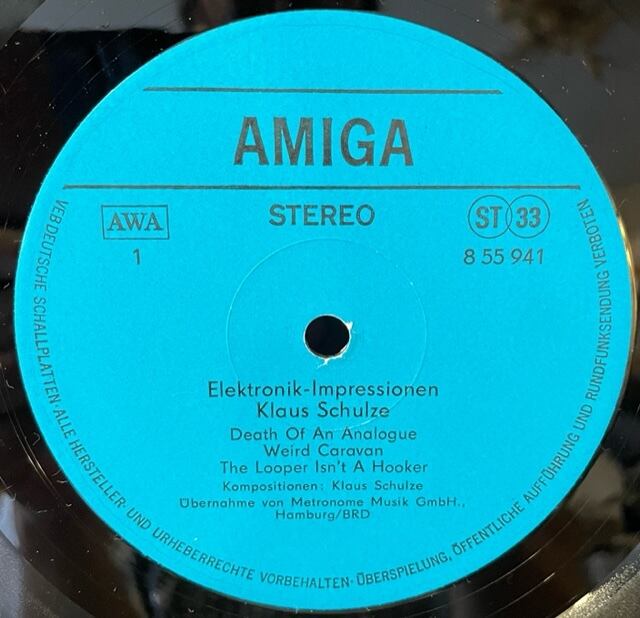 AMIGA
AWA
STEREO
ST 33
1
8 55 941
Elektronik-Impressionen
Klaus Schulze
Death Of An Analogue
Weird Caravan
The Looper Isn't A Hooker
Kompositionen: Klaus Schulze
Übernahme von Metronome Musik GmbH.,
Hamburg/BRD
VEB DEUTSCHE SCHALLPLATTEN · ALLE HERSTELLER- UND URHEBERRECHTE VORBEHALTEN · ÜBERSPIELUNG, ÖFFENTLICHE AUFFÜHRUNG UND RUNDFUNKSENDUNG VERBOTEN